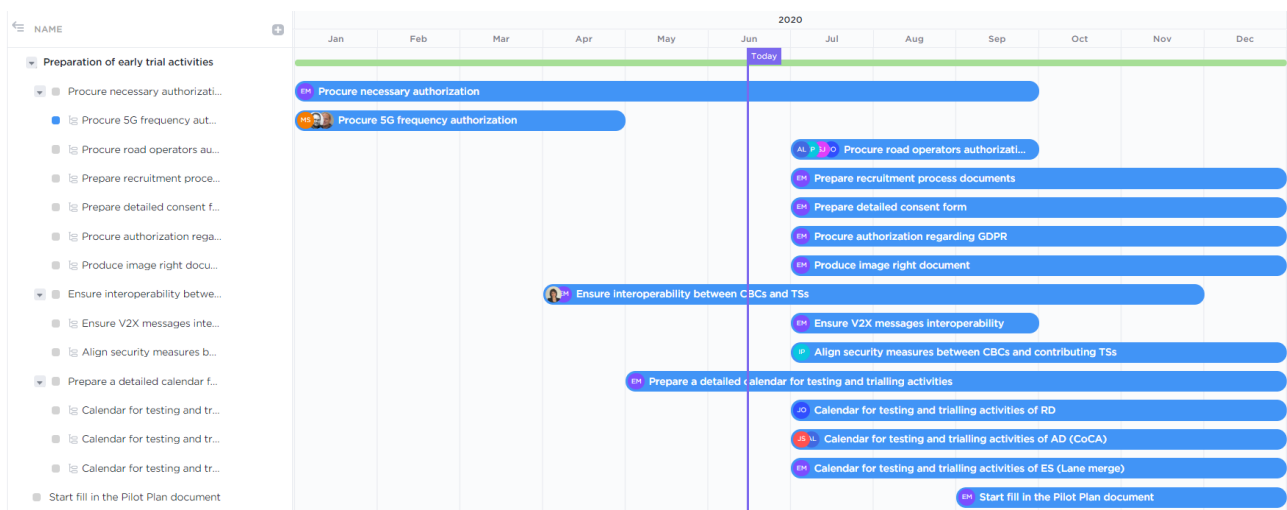 2020
NAME
Jan Feb Mar Apr May Jun Jul Aug Sep Oct Nov Dec
Today
Preparation of early trial activities
Procure necessary authorizati... EM Procure necessary authorization
Procure 5G frequency aut... MS Procure 5G frequency authorization
Procure road operators au... AL P SJ JO Procure road operators authorizati...
Prepare recruitment proce... EM Prepare recruitment process documents
Prepare detailed consent f... EM Prepare detailed consent form
Procure authorization rega... EM Procure authorization regarding GDPR
Produce image right docu... EM Produce image right document
Ensure interoperability betwe... EM Ensure interoperability between CBCs and TSs
Ensure V2X messages inte... EM Ensure V2X messages interoperability
Align security measures b... IP Align security measures between CBCs and contributing TSs
Prepare a detailed calendar f... EM Prepare a detailed calendar for testing and trialling activities
Calendar for testing and tr... JO Calendar for testing and trialling activities of RD
Calendar for testing and tr... JS AL Calendar for testing and trialling activities of AD (CoCA)
Calendar for testing and tr... EM Calendar for testing and trialling activities of ES (Lane merge)
Start fill in the Pilot Plan document EM Start fill in the Pilot Plan document